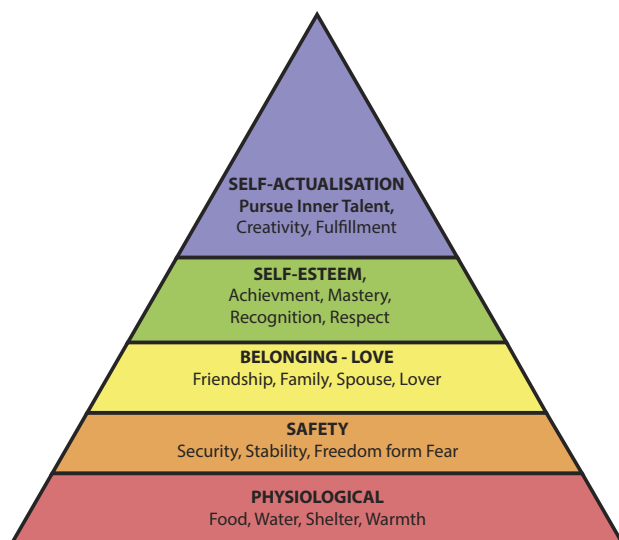 SELF-ACTUALISATION
Pursue Inner Talent,
Creativity, Fulfillment
SELF-ESTEEM,
Achievment, Mastery,
Recognition, Respect
BELONGING - LOVE
Friendship, Family, Spouse, Lover
SAFETY
Security, Stability, Freedom form Fear
PHYSIOLOGICAL
Food, Water, Shelter, Warmth